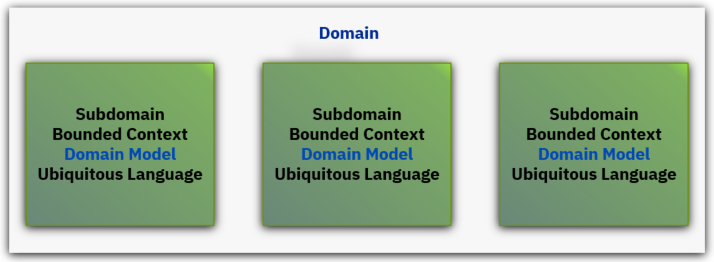 Domain
Subdomain
Bounded Context
Domain Model
Ubiquitous Language
Subdomain
Bounded Context
Domain Model
Ubiquitous Language
Subdomain
Bounded Context
Domain Model
Ubiquitous Language